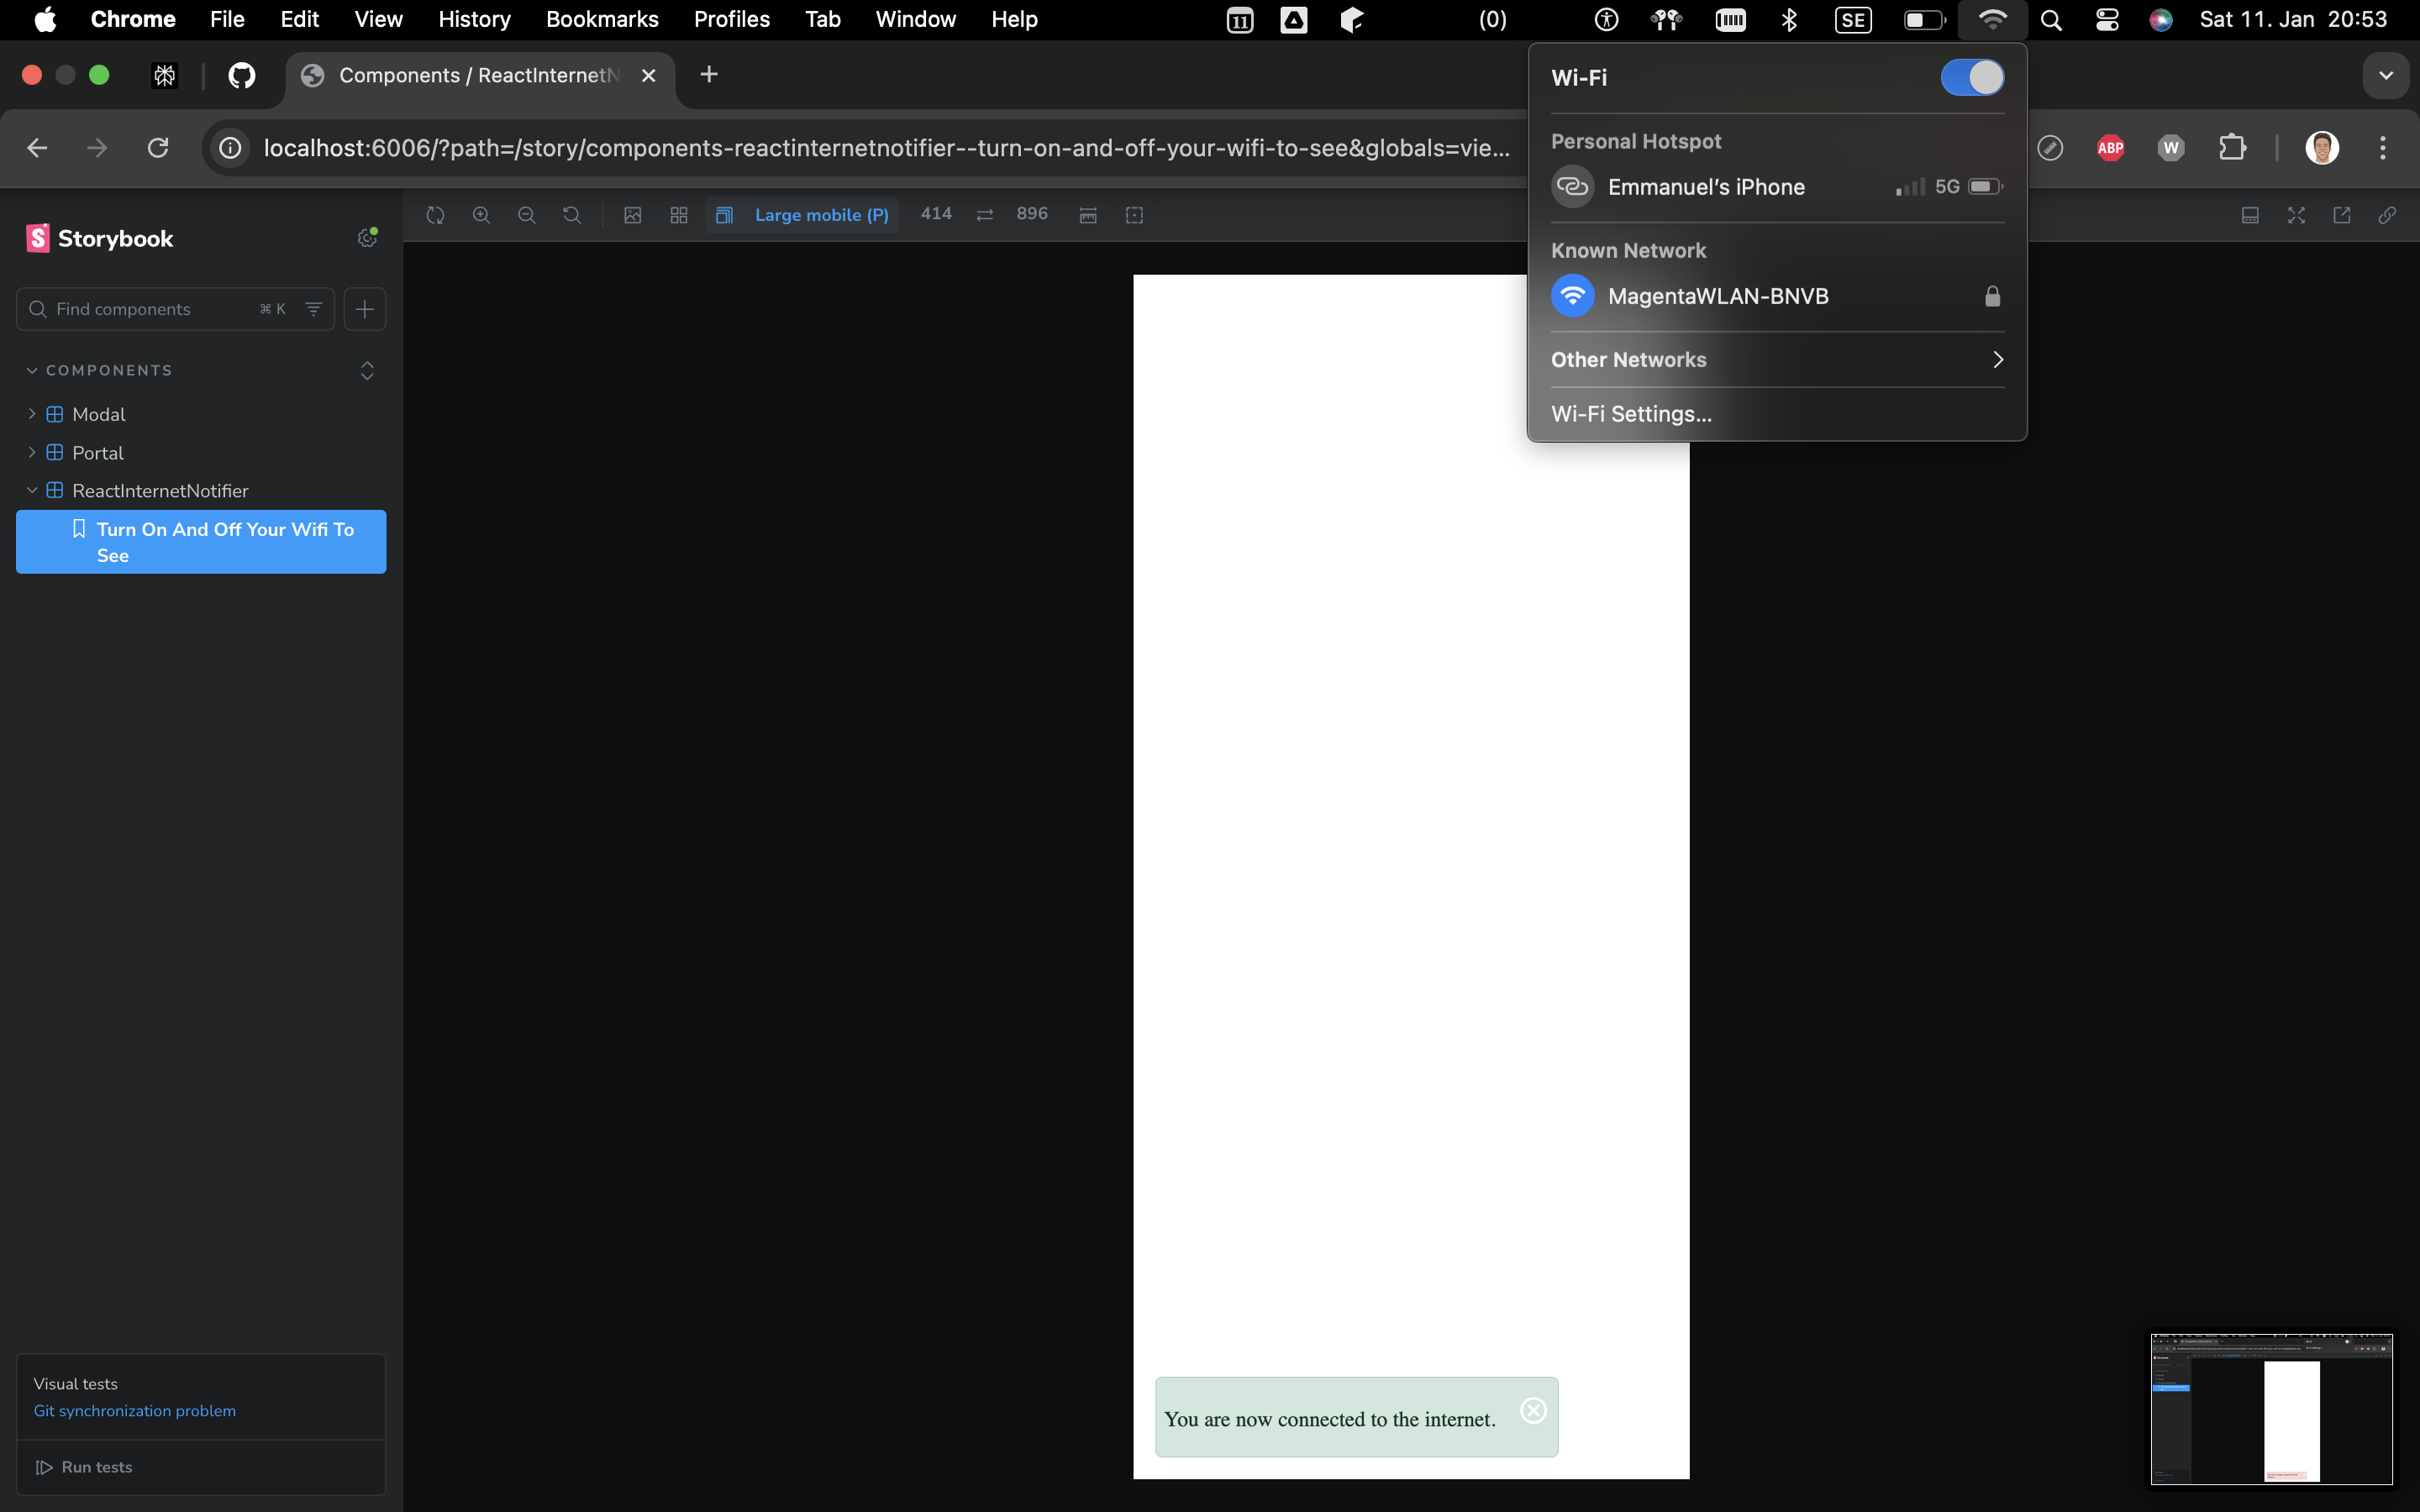 Chrome File Edit View History Bookmarks Profiles Tab Window Help 11 (0) SE Sat 11. Jan 20:53
Components / ReactInternetN
localhost:6006/?path=/story/components-reactinternetnotifier--turn-on-and-off-your-wifi-to-see&globals=vie... ABP W
Wi-Fi
Personal Hotspot
Emmanuel's iPhone 5G
Known Network
MagentaWLAN-BNVB
Other Networks
Wi-Fi Settings...
Storybook
Large mobile (P) 414 896
Find components ⌘ K
COMPONENTS
Modal
Portal
ReactInternetNotifier
Turn On And Off Your Wifi To
See
Visual tests
Git synchronization problem
Run tests
You are now connected to the internet.